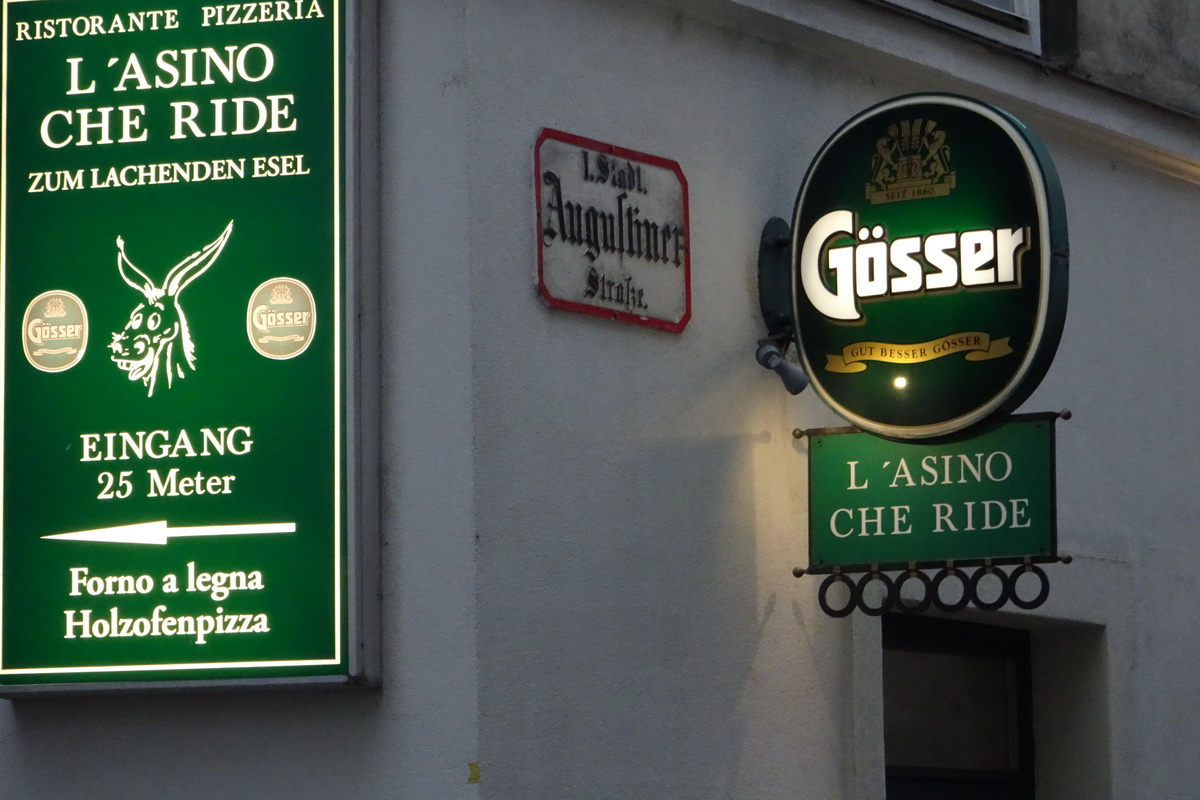 RISTORANTE PIZZERIA
L ´ASINO
CHE RIDE
ZUM LACHENDEN ESEL
Gösser
Gösser
EINGANG
25 Meter
Forno a legna
Holzofenpizza
I. Stadt.
Auguſtiner
Straſze.
SEIT 1860
Gösser
GUT BESSER GÖSSER
L ´ASINO
CHE RIDE